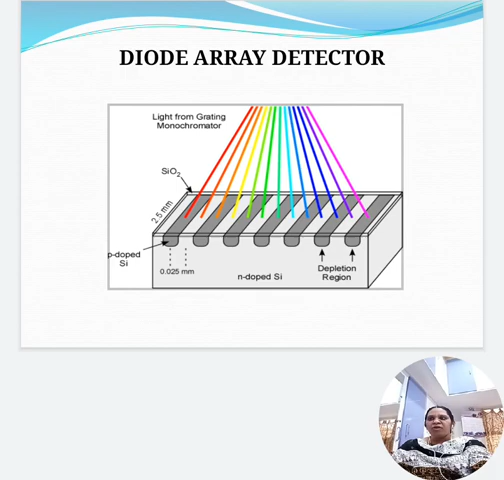 DIODE ARRAY DETECTOR
Light from Grating
Monochromator
SiO2
2.5 mm
p-doped
Si
0.025 mm
n-doped Si
Depletion
Region